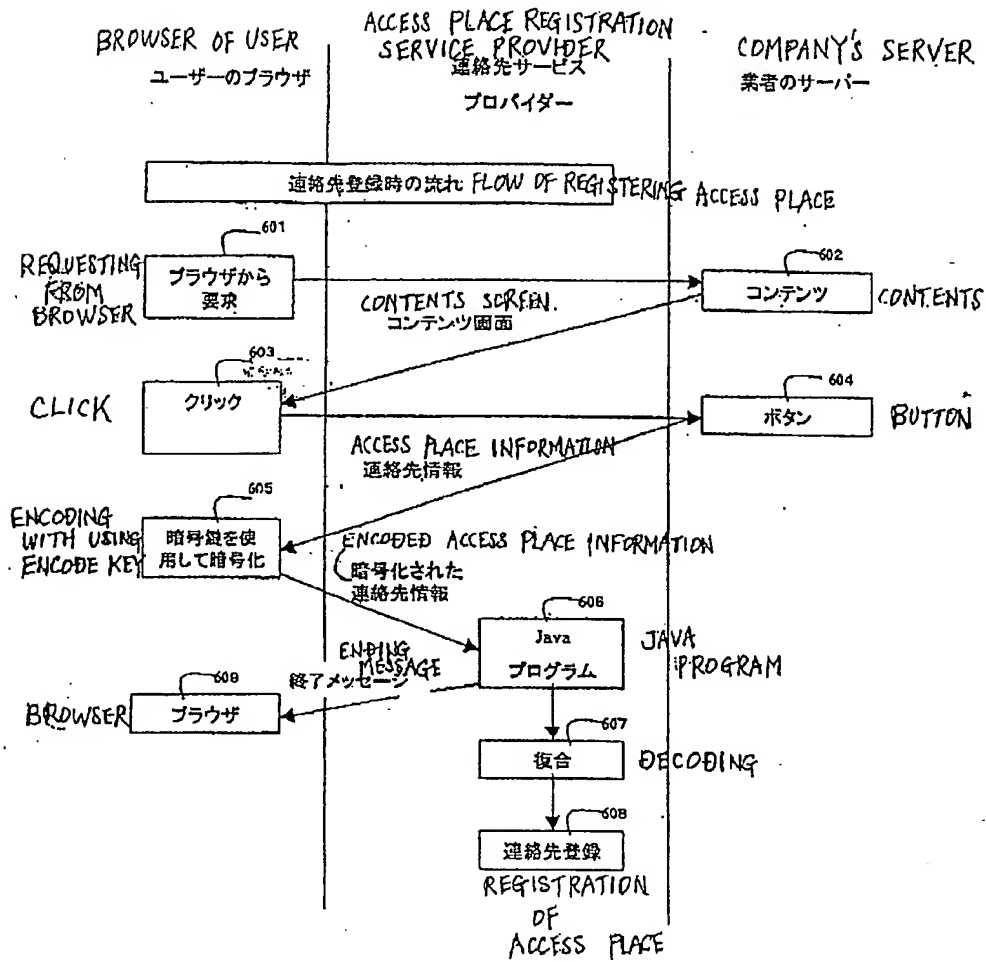 BROWSER OF USER
ユーザーのブラウザ
ACCESS PLACE REGISTRATION
SERVICE PROVIDER
連絡先サービス
プロバイダー
COMPANY'S SERVER
業者のサーバー
連絡先登録時の流れ FLOW OF REGISTERING ACCESS PLACE
601
REQUESTING
FROM
BROWSER
ブラウザから
要求
602
コンテンツ
CONTENTS
CONTENTS SCREEN.
コンテンツ画面
603
CLICK
クリック
604
ボタン
BUTTON
ACCESS PLACE INFORMATION
連絡先情報
605
ENCODING
WITH USING
ENCODE KEY
暗号鍵を使
用して暗号化
ENCODED ACCESS PLACE INFORMATION
暗号化された
連絡先情報
606
Java
プログラム
JAVA
PROGRAM
ENDING
MESSAGE
終了メッセージ
609
BROWSER
ブラウザ
607
復合
DECODING
608
連絡先登録
REGISTRATION
OF
ACCESS PLACE